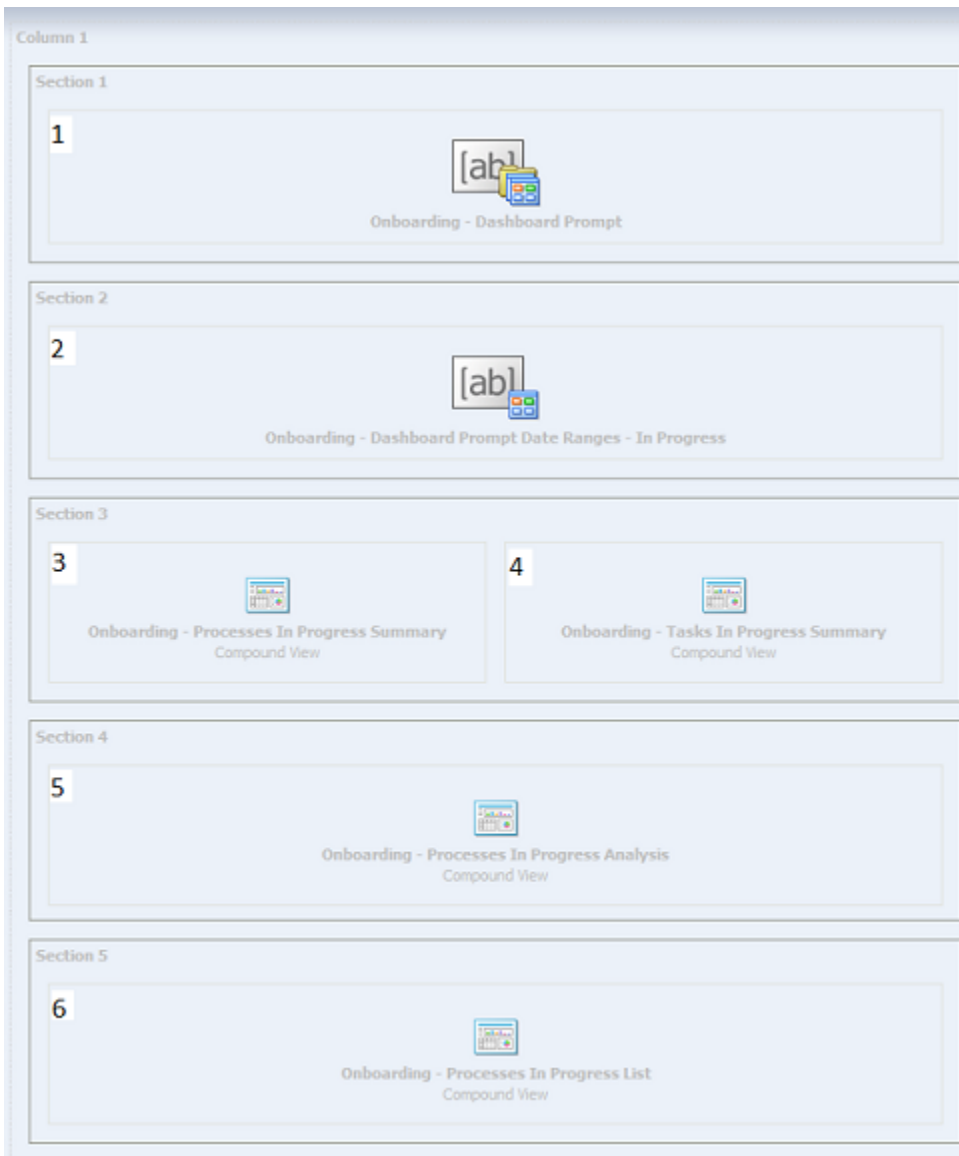 Column 1
Section 1
1
[ab]
Onboarding - Dashboard Prompt
Section 2
2
[ab]
Onboarding - Dashboard Prompt Date Ranges - In Progress
Section 3
3
Onboarding - Processes In Progress Summary
Compound View
4
Onboarding - Tasks In Progress Summary
Compound View
Section 4
5
Onboarding - Processes In Progress Analysis
Compound View
Section 5
6
Onboarding - Processes In Progress List
Compound View